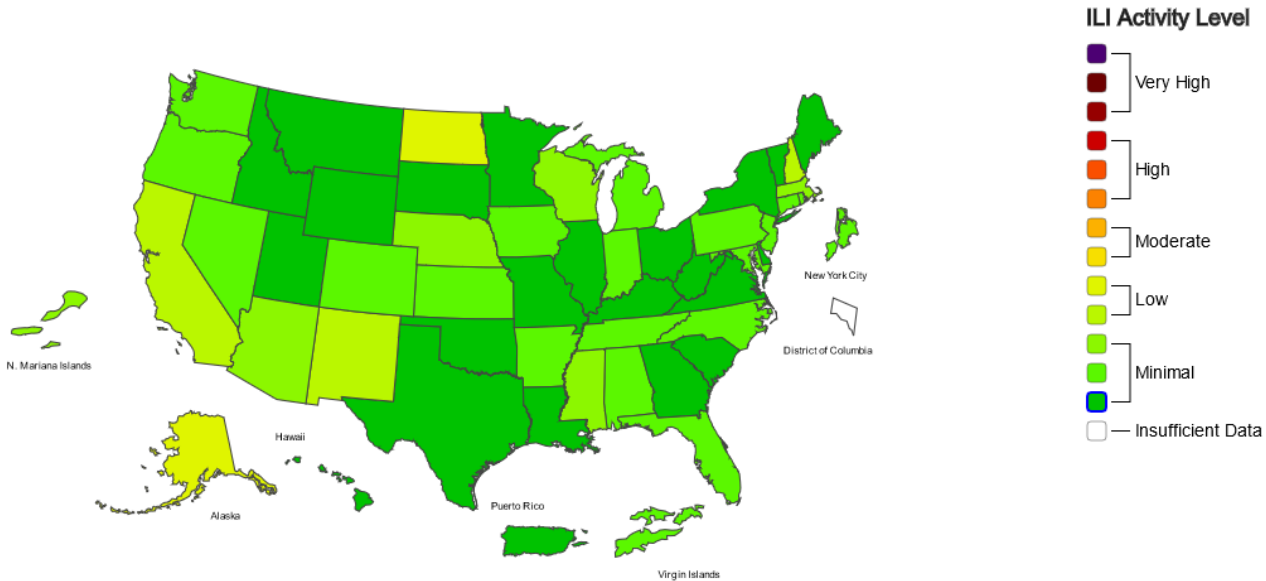 ILI Activity Level
Very High
High
Moderate
Low
Minimal
Insufficient Data
New York City
District of Columbia
N. Mariana Islands
Hawaii
Alaska
Puerto Rico
Virgin Islands